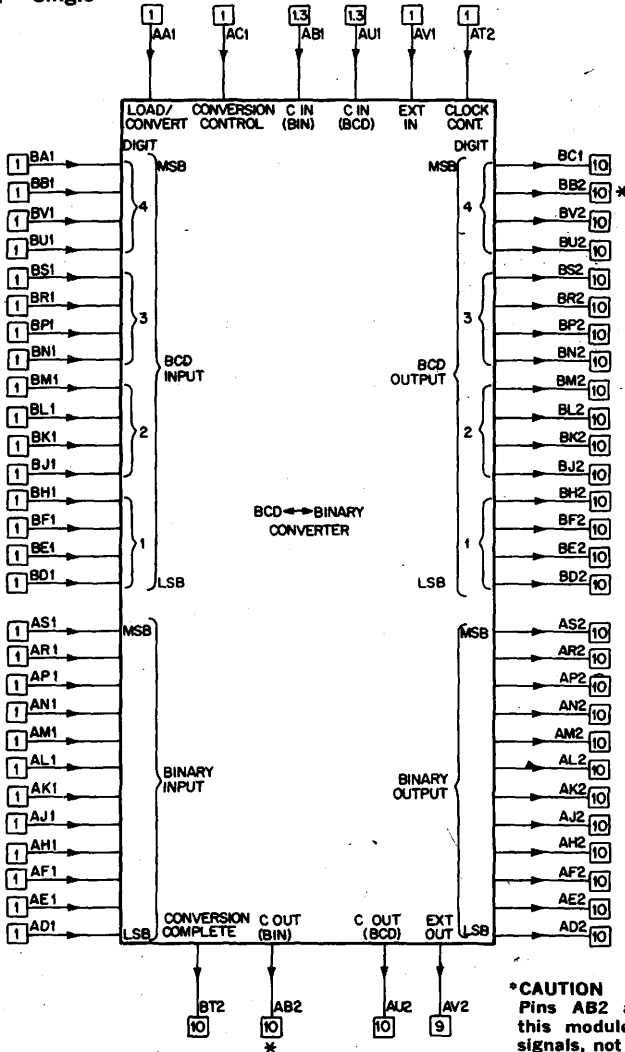 Single
1 1 1.3 1.3 1 1
AA1 AC1 AB1 AU1 AV1 AT2
LOAD/ CONVERSION C IN C IN EXT CLOCK
CONVERT CONTROL (BIN) (BCD) IN CONT.
DIGIT DIGIT
1 BA1 MSB MSB BC1 10
1 BB1 BB2 10 *
4 4
1 BV1 BV2 10
1 BU1 BU2 10
1 BS1 BS2 10
1 BR1 BR2 10
3 3
1 BP1 BP2 10
1 BN1 BN2 10
BCD BCD
INPUT OUTPUT
1 BM1 BM2 10
1 BL1 BL2 10
2 2
1 BK1 BK2 10
1 BJ1 BJ2 10
1 BH1 BH2 10
BCD BINARY
1 BF1 BF2 10
CONVERTER
1 1
1 BE1 BE2 10
1 BD1 LSB LSB BD2 10
1 AS1 MSB MSB AS2 10
1 AR1 AR2 10
1 AP1 AP2 10
1 AN1 AN2 10
1 AM1 AM2 10
1 AL1 AL2 10
BINARY BINARY
INPUT OUTPUT
1 AK1 AK2 10
1 AJ1 AJ2 10
1 AH1 AH2 10
1 AF1 AF2 10
1 AE1 AE2 10
1 AD1 LSB LSB AD2 10
CONVERSION C OUT C OUT EXT
COMPLETE (BIN) (BCD) OUT
BT2 AB2 AU2 AV2
10 10 10 9
*
*CAUTION
Pins AB2
this module
signals, not